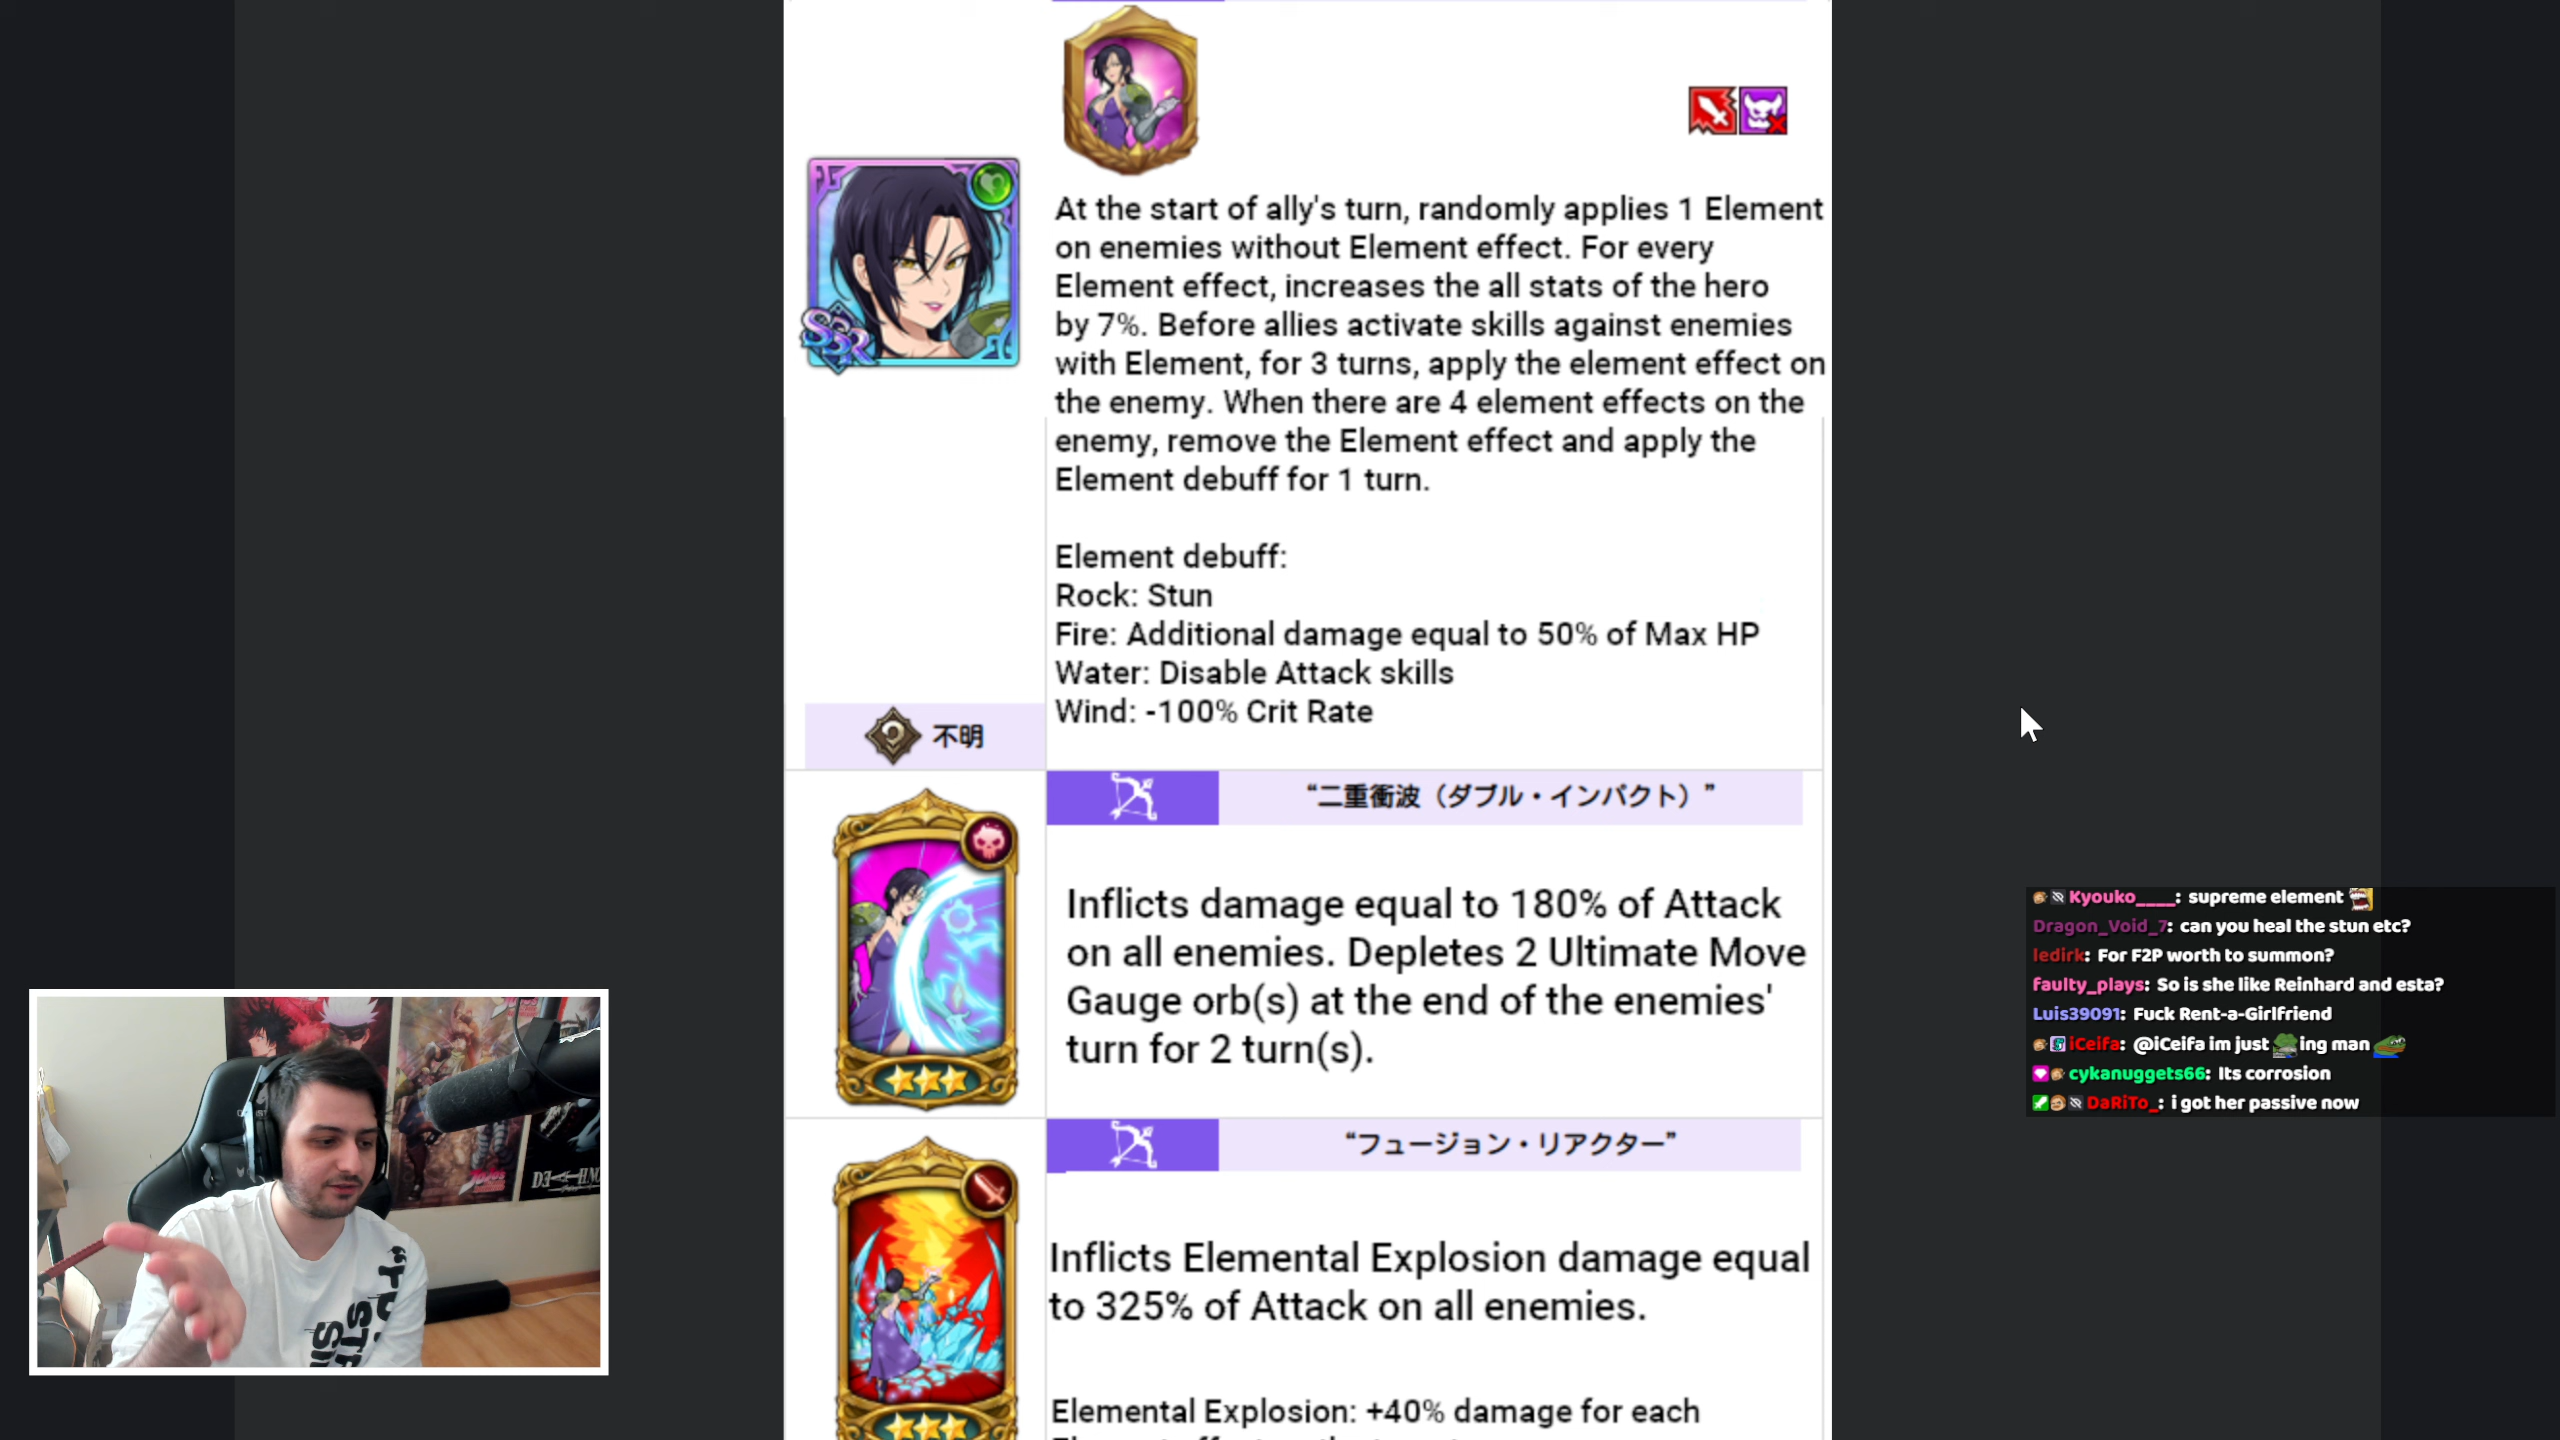 SSR
At the start of ally's turn, randomly applies 1 Element
on enemies without Element effect. For every
Element effect, increases the all stats of the hero
by 7%. Before allies activate skills against enemies
with Element, for 3 turns, apply the element effect on
the enemy. When there are 4 element effects on the
enemy, remove the Element effect and apply the
Element debuff for 1 turn.
Element debuff:
Rock: Stun
Fire: Additional damage equal to 50% of Max HP
Water: Disable Attack skills
Wind: -100% Crit Rate
不明
“二重衝波（ダブル・インパクト）”
Inflicts damage equal to 180% of Attack
on all enemies. Depletes 2 Ultimate Move
Gauge orb(s) at the end of the enemies'
turn for 2 turn(s).
“フュージョン・リアクター”
Inflicts Elemental Explosion damage equal
to 325% of Attack on all enemies.
Elemental Explosion: +40% damage for each
Kyouko____: supreme element
Dragon_Void_7: can you heal the stun etc?
ledirk: For F2P worth to summon?
faulty_plays: So is she like Reinhard and esta?
Luis39091: Fuck Rent-a-Girlfriend
iCeifa: @iCeifa im just ing man
cykanuggets66: Its corrosion
DaRiTo_: i got her passive now